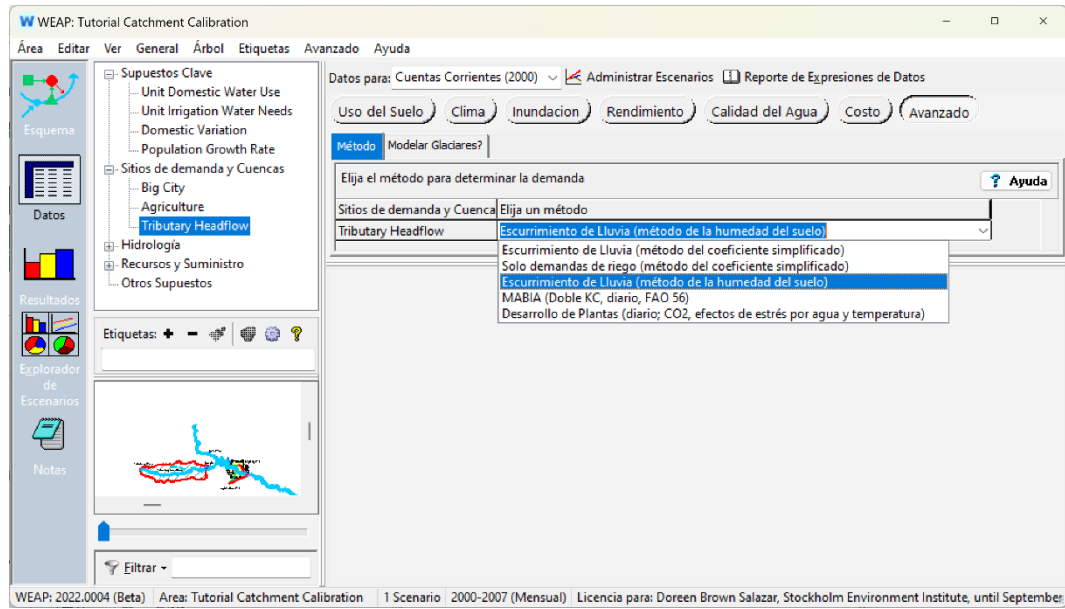 WEAP: Tutorial Catchment Calibration
Área Editar Ver General Árbol Etiquetas Avanzado Ayuda
Esquema
Datos
Resultados
Explorador
de
Escenarios
Notas
Supuestos Clave
Unit Domestic Water Use
Unit Irrigation Water Needs
Domestic Variation
Population Growth Rate
Sitios de demanda y Cuencas
Big City
Agriculture
Tributary Headflow
Hidrología
Recursos y Suministro
Otros Supuestos
Etiquetas:
Filtrar
Datos para: Cuentas Corrientes (2000) Administrar Escenarios Reporte de Expresiones de Datos
Uso del Suelo Clima Inundacion Rendimiento Calidad del Agua Costo Avanzado
Método Modelar Glaciares?
Elija el método para determinar la demanda
? Ayuda
Sitios de demanda y Cuenca Elija un método
Tributary Headflow Escurrimiento de Lluvia (método de la humedad del suelo)
Escurrimiento de Lluvia (método del coeficiente simplificado)
Solo demandas de riego (método del coeficiente simplificado)
Escurrimiento de Lluvia (método de la humedad del suelo)
MABIA (Doble KC, diario, FAO 56)
Desarrollo de Plantas (diario; CO2, efectos de estrés por agua y temperatura)
WEAP: 2022.0004 (Beta) Area: Tutorial Catchment Calibration 1 Scenario 2000-2007 (Mensual) Licencia para: Doreen Brown Salazar, Stockholm Environment Institute, until September